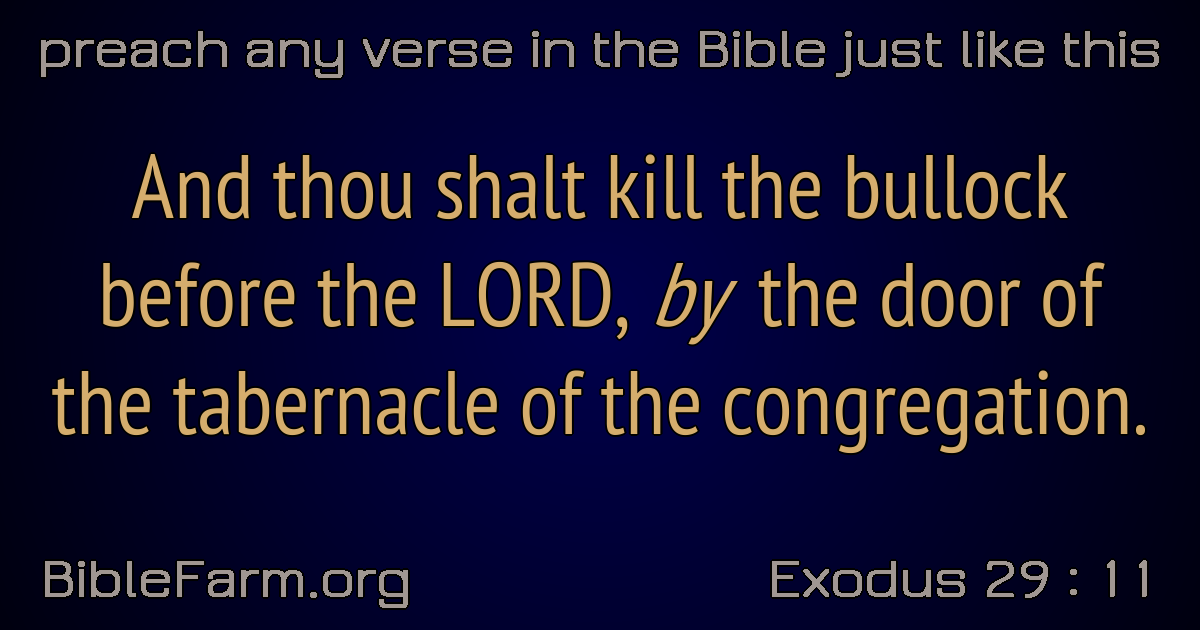 preach any verse in the Bible just like this
And thou shalt kill the bullock
before the LORD, by the door of
the tabernacle of the congregation.
BibleFarm.org
Exodus 29 : 11